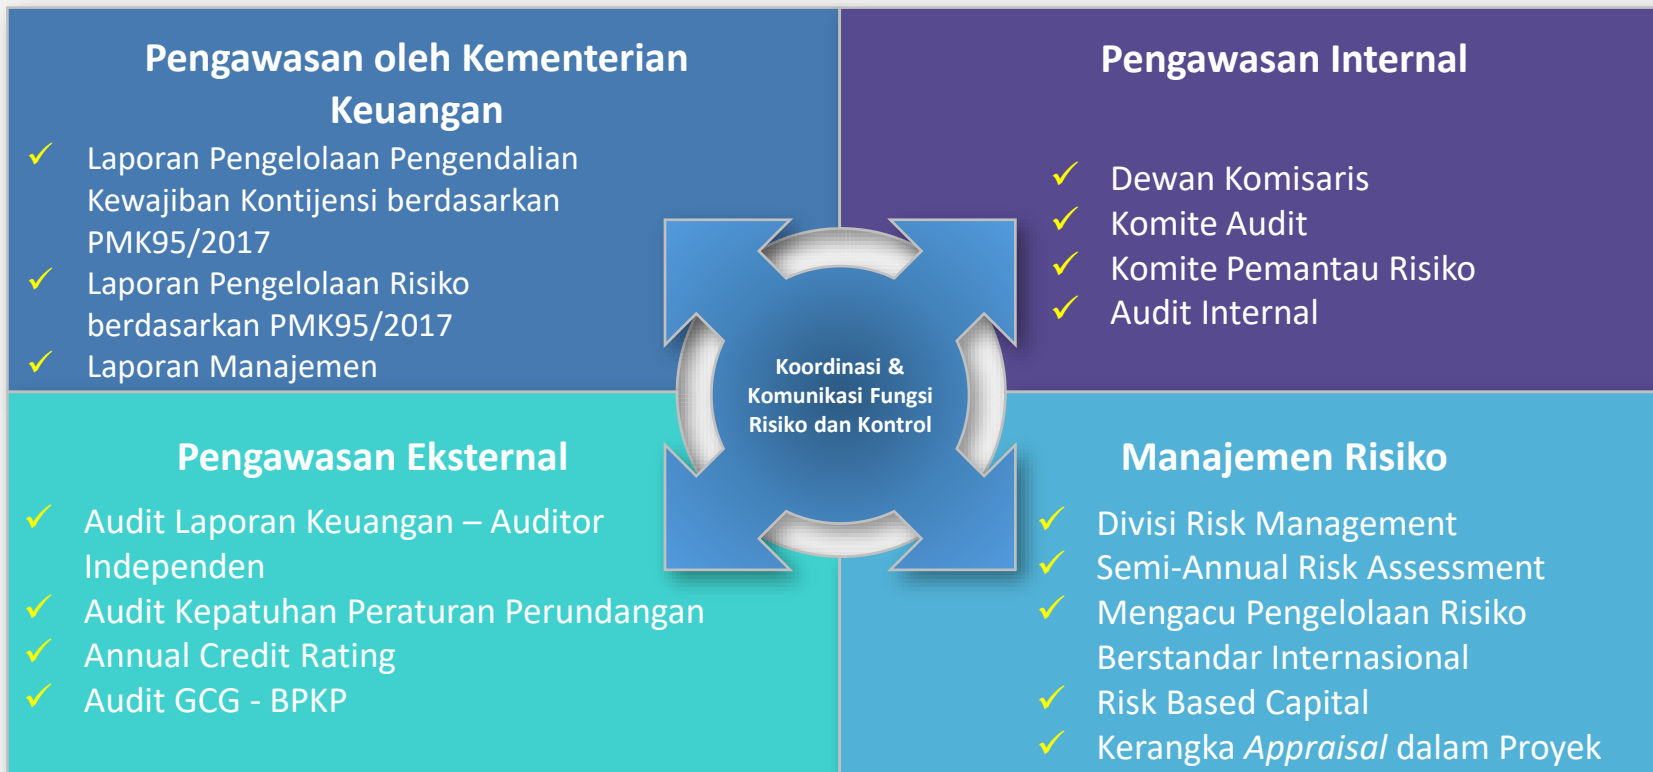 Pengawasan oleh Kementerian
Keuangan
✓ Laporan Pengelolaan Pengendalian
Kewajiban Kontijensi berdasarkan
PMK95/2017
✓ Laporan Pengelolaan Risiko
berdasarkan PMK95/2017
✓ Laporan Manajemen
Pengawasan Internal
✓ Dewan Komisaris
✓ Komite Audit
✓ Komite Pemantau Risiko
✓ Audit Internal
Koordinasi &
Komunikasi Fungsi
Risiko dan Kontrol
Pengawasan Eksternal
✓ Audit Laporan Keuangan – Auditor
Independen
✓ Audit Kepatuhan Peraturan Perundangan
✓ Annual Credit Rating
✓ Audit GCG - BPKP
Manajemen Risiko
✓ Divisi Risk Management
✓ Semi-Annual Risk Assessment
✓ Mengacu Pengelolaan Risiko
Berstandar Internasional
✓ Risk Based Capital
✓ Kerangka Appraisal dalam Proyek